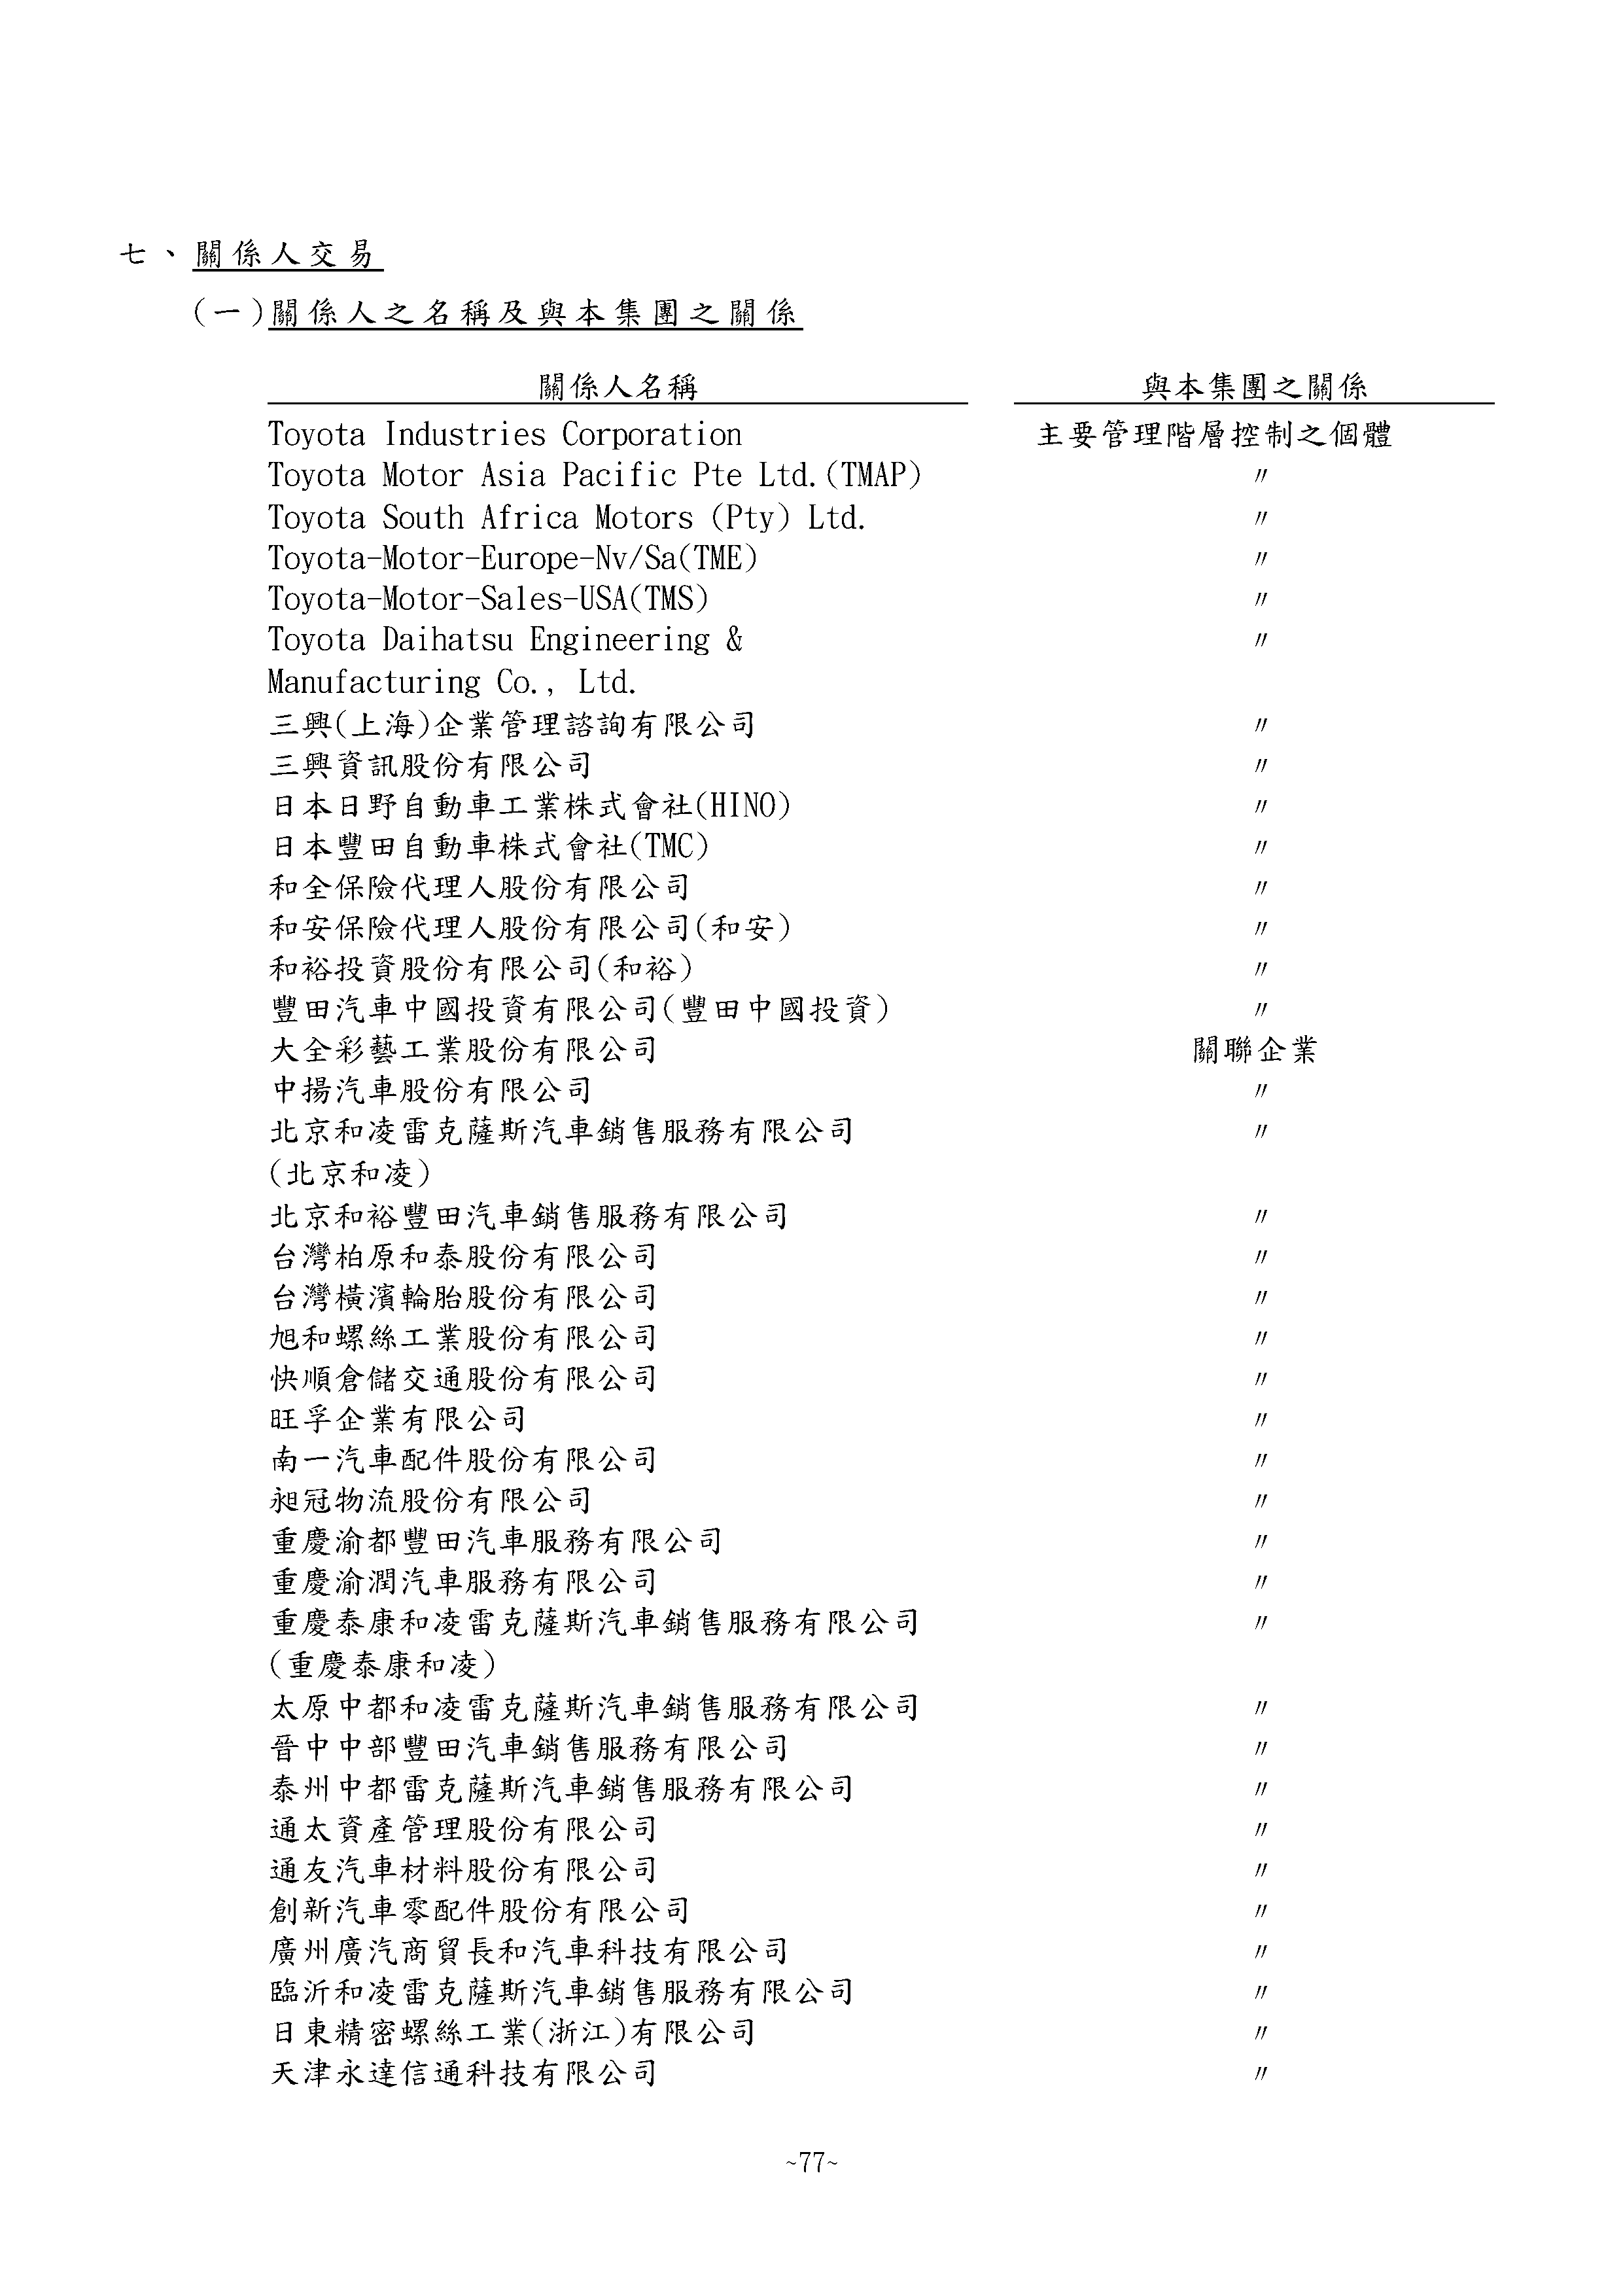 七、關係人交易
(一)關係人之名稱及與本集團之關係
關係人名稱 與本集團之關係
Toyota Industries Corporation 主要管理階層控制之個體
Toyota Motor Asia Pacific Pte Ltd.(TMAP) 〃
Toyota South Africa Motors (Pty) Ltd. 〃
Toyota-Motor-Europe-Nv/Sa(TME) 〃
Toyota-Motor-Sales-USA(TMS) 〃
Toyota Daihatsu Engineering & 〃
Manufacturing Co., Ltd.
三興(上海)企業管理諮詢有限公司 〃
三興資訊股份有限公司 〃
日本日野自動車工業株式會社(HINO) 〃
日本豐田自動車株式會社(TMC) 〃
和全保險代理人股份有限公司 〃
和安保險代理人股份有限公司(和安) 〃
和裕投資股份有限公司(和裕) 〃
豐田汽車中國投資有限公司(豐田中國投資) 〃
大全彩藝工業股份有限公司 關聯企業
中揚汽車股份有限公司 〃
北京和凌雷克薩斯汽車銷售服務有限公司 〃
(北京和凌)
北京和裕豐田汽車銷售服務有限公司 〃
台灣柏原和泰股份有限公司 〃
台灣橫濱輪胎股份有限公司 〃
旭和螺絲工業股份有限公司 〃
快順倉儲交通股份有限公司 〃
旺孚企業有限公司 〃
南一汽車配件股份有限公司 〃
昶冠物流股份有限公司 〃
重慶渝都豐田汽車服務有限公司 〃
重慶渝潤汽車服務有限公司 〃
重慶泰康和凌雷克薩斯汽車銷售服務有限公司 〃
(重慶泰康和凌)
太原中都和凌雷克薩斯汽車銷售服務有限公司 〃
晉中中部豐田汽車銷售服務有限公司 〃
泰州中都雷克薩斯汽車銷售服務有限公司 〃
通太資產管理股份有限公司 〃
通友汽車材料股份有限公司 〃
創新汽車零配件股份有限公司 〃
廣州廣汽商貿長和汽車科技有限公司 〃
臨沂和凌雷克薩斯汽車銷售服務有限公司 〃
日東精密螺絲工業(浙江)有限公司 〃
天津永達信通科技有限公司 〃
~77~